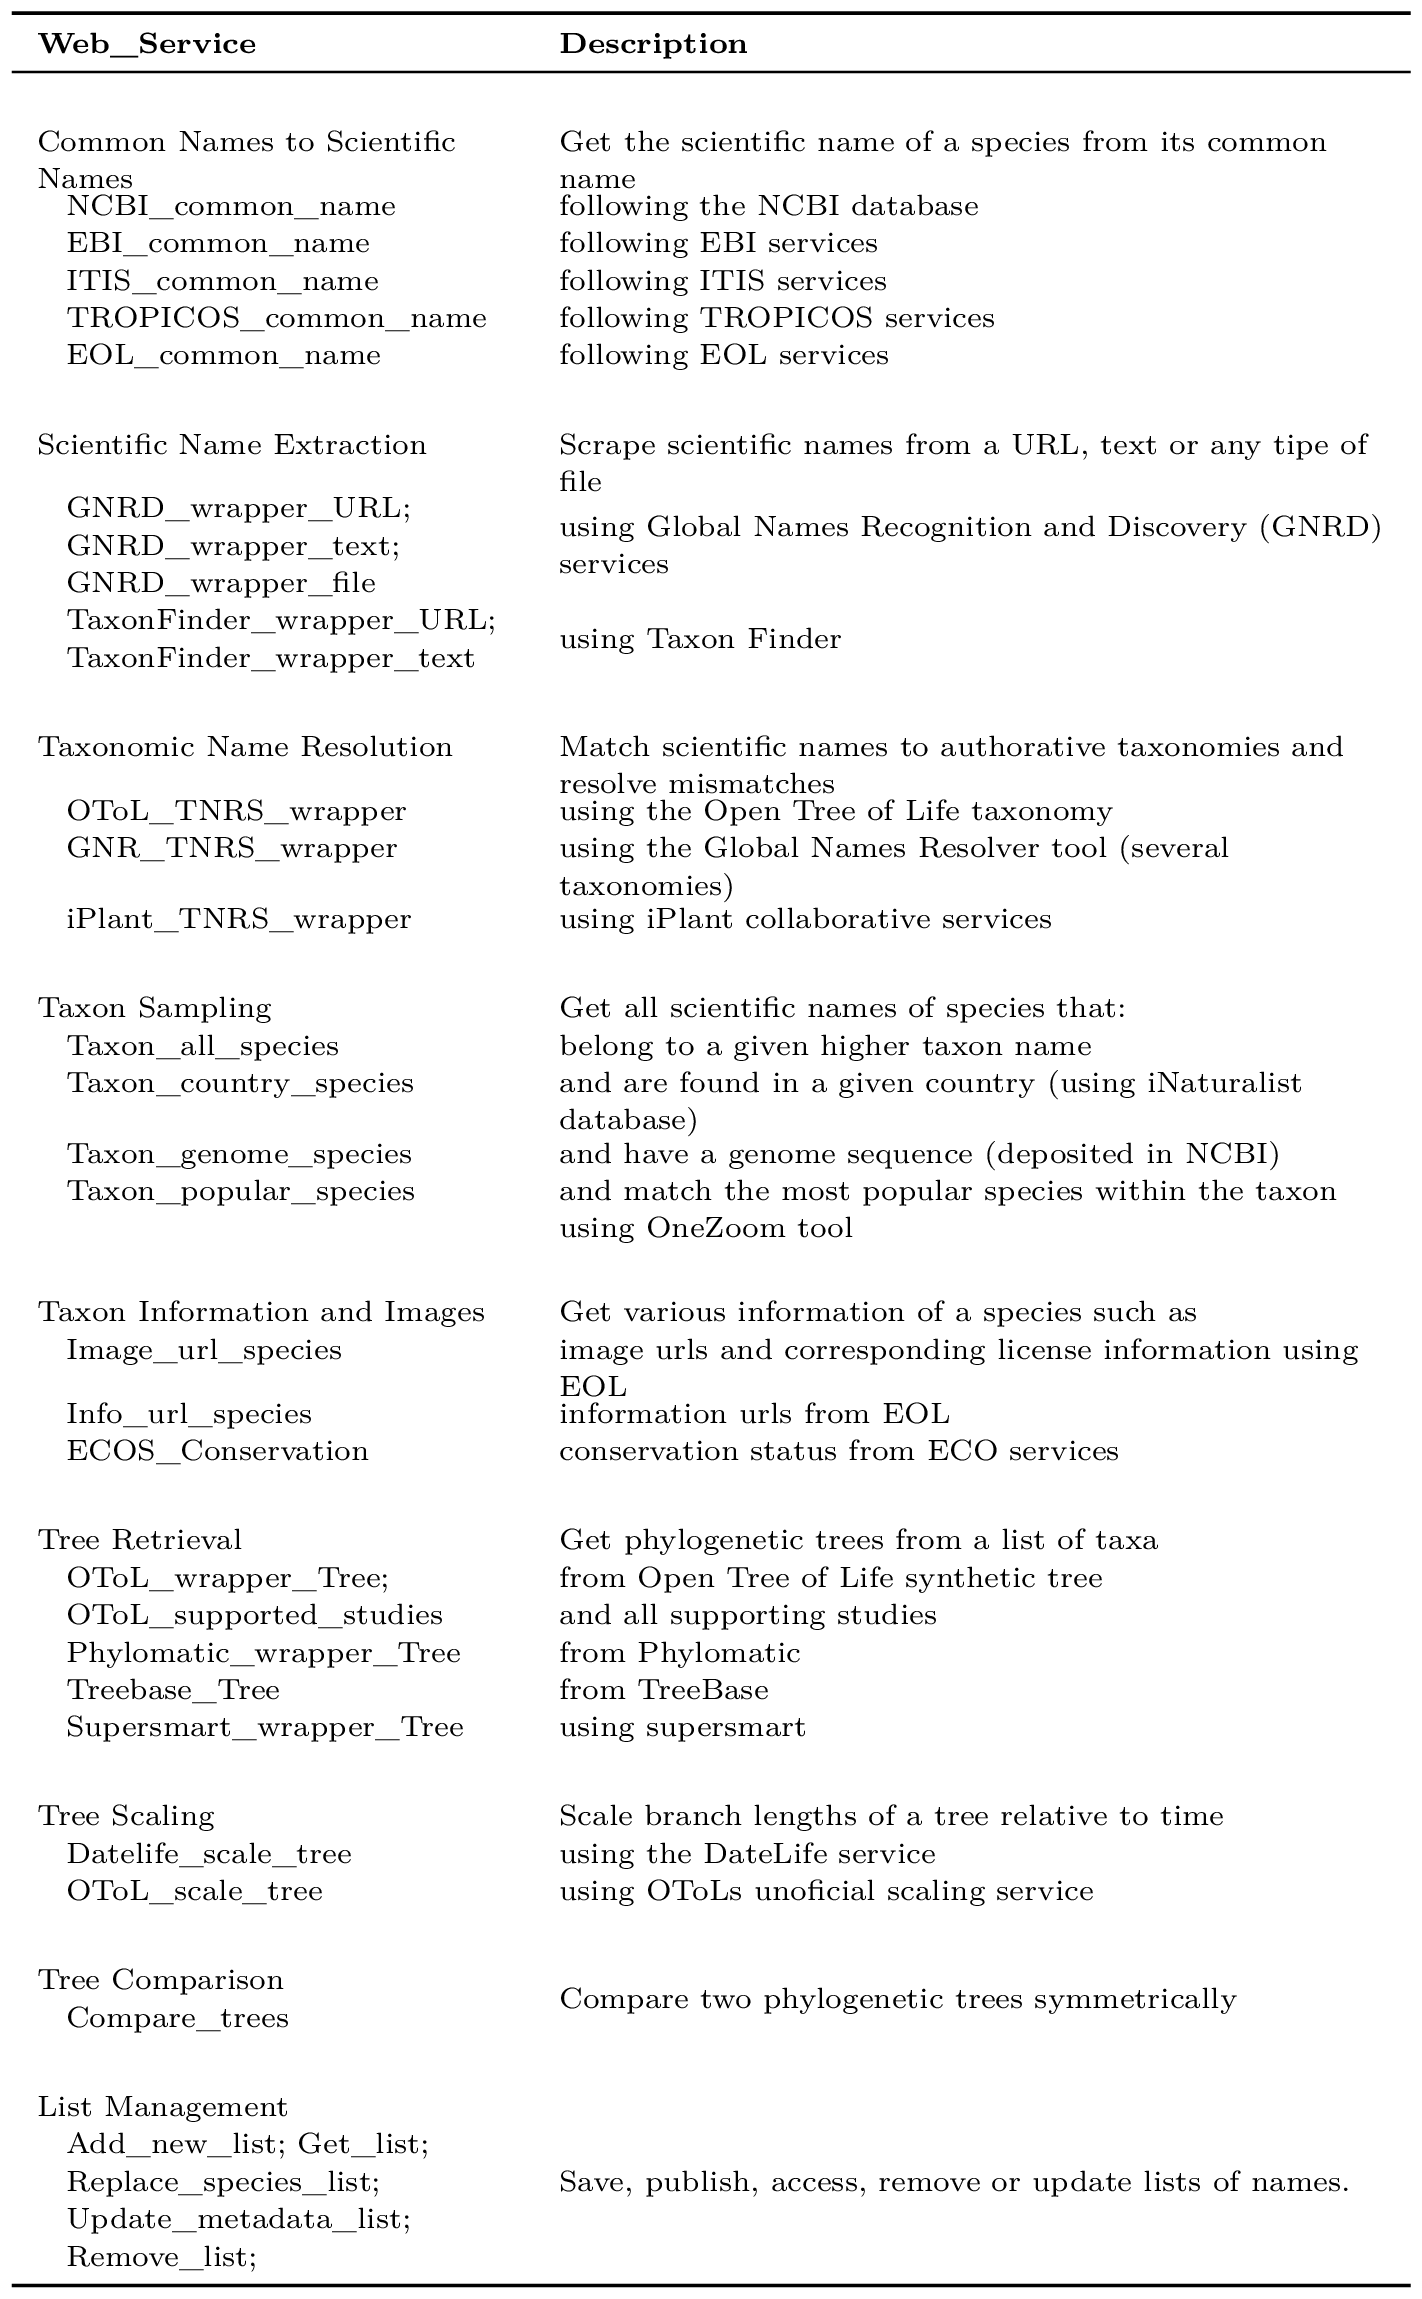 Web_Service Description
Common Names to Scientific Names Get the scientific name of a species from its common name
NCBI_common_name following the NCBI database
EBI_common_name following EBI services
ITIS_common_name following ITIS services
TROPICOS_common_name following TROPICOS services
EOL_common_name following EOL services
Scientific Name Extraction Scrape scientific names from a URL, text or any tipe of file
GNRD_wrapper_URL;
GNRD_wrapper_text;
GNRD_wrapper_file
using Global Names Recognition and Discovery (GNRD)
services
TaxonFinder_wrapper_URL;
TaxonFinder_wrapper_text
using Taxon Finder
Taxonomic Name Resolution Match scientific names to authorative taxonomies and
resolve mismatches
OToL_TNRS_wrapper using the Open Tree of Life taxonomy
GNR_TNRS_wrapper using the Global Names Resolver tool (several
taxonomies)
iPlant_TNRS_wrapper using iPlant collaborative services
Taxon Sampling Get all scientific names of species that:
Taxon_all_species belong to a given higher taxon name
Taxon_country_species and are found in a given country (using iNaturalist
database)
Taxon_genome_species and have a genome sequence (deposited in NCBI)
Taxon_popular_species and match the most popular species within the taxon
using OneZoom tool
Taxon Information and Images Get various information of a species such as
Image_url_species image urls and corresponding license information using
EOL
Info_url_species information urls from EOL
ECOS_Conservation conservation status from ECO services
Tree Retrieval Get phylogenetic trees from a list of taxa
OToL_wrapper_Tree; from Open Tree of Life synthetic tree
OToL_supported_studies and all supporting studies
Phylomatic_wrapper_Tree from Phylomatic
Treebase_Tree from TreeBase
Supersmart_wrapper_Tree using supersmart
Tree Scaling Scale branch lengths of a tree relative to time
Datelife_scale_tree using the DateLife service
OToL_scale_tree using OToLs unoficial scaling service
Tree Comparison
Compare_trees
Compare two phylogenetic trees symmetrically
List Management
Add_new_list; Get_list;
Replace_species_list; Save, publish, access, remove or update lists of names.
Update_metadata_list;
Remove_list;